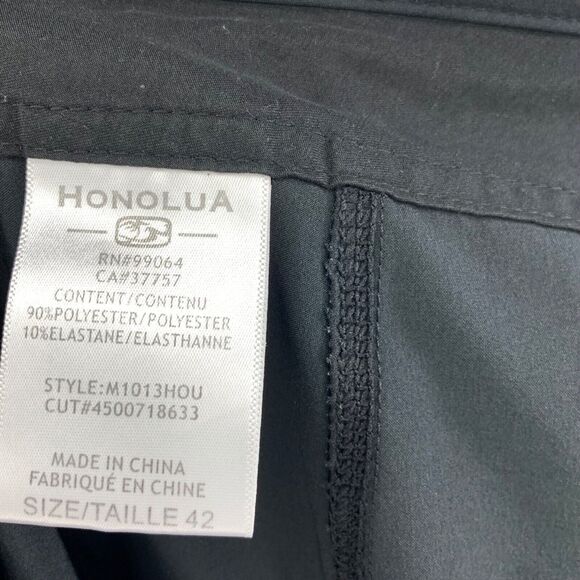 HONOLUA
RN#99064
CA#37757
CONTENT/CONTENU
90%POLYESTER/POLYESTER
10%ELASTANE/ELASTHANNE
STYLE:M1013HOU
CUT#4500718633
MADE IN CHINA
FABRIQUÉ EN CHINE
SIZE/TAILLE 42